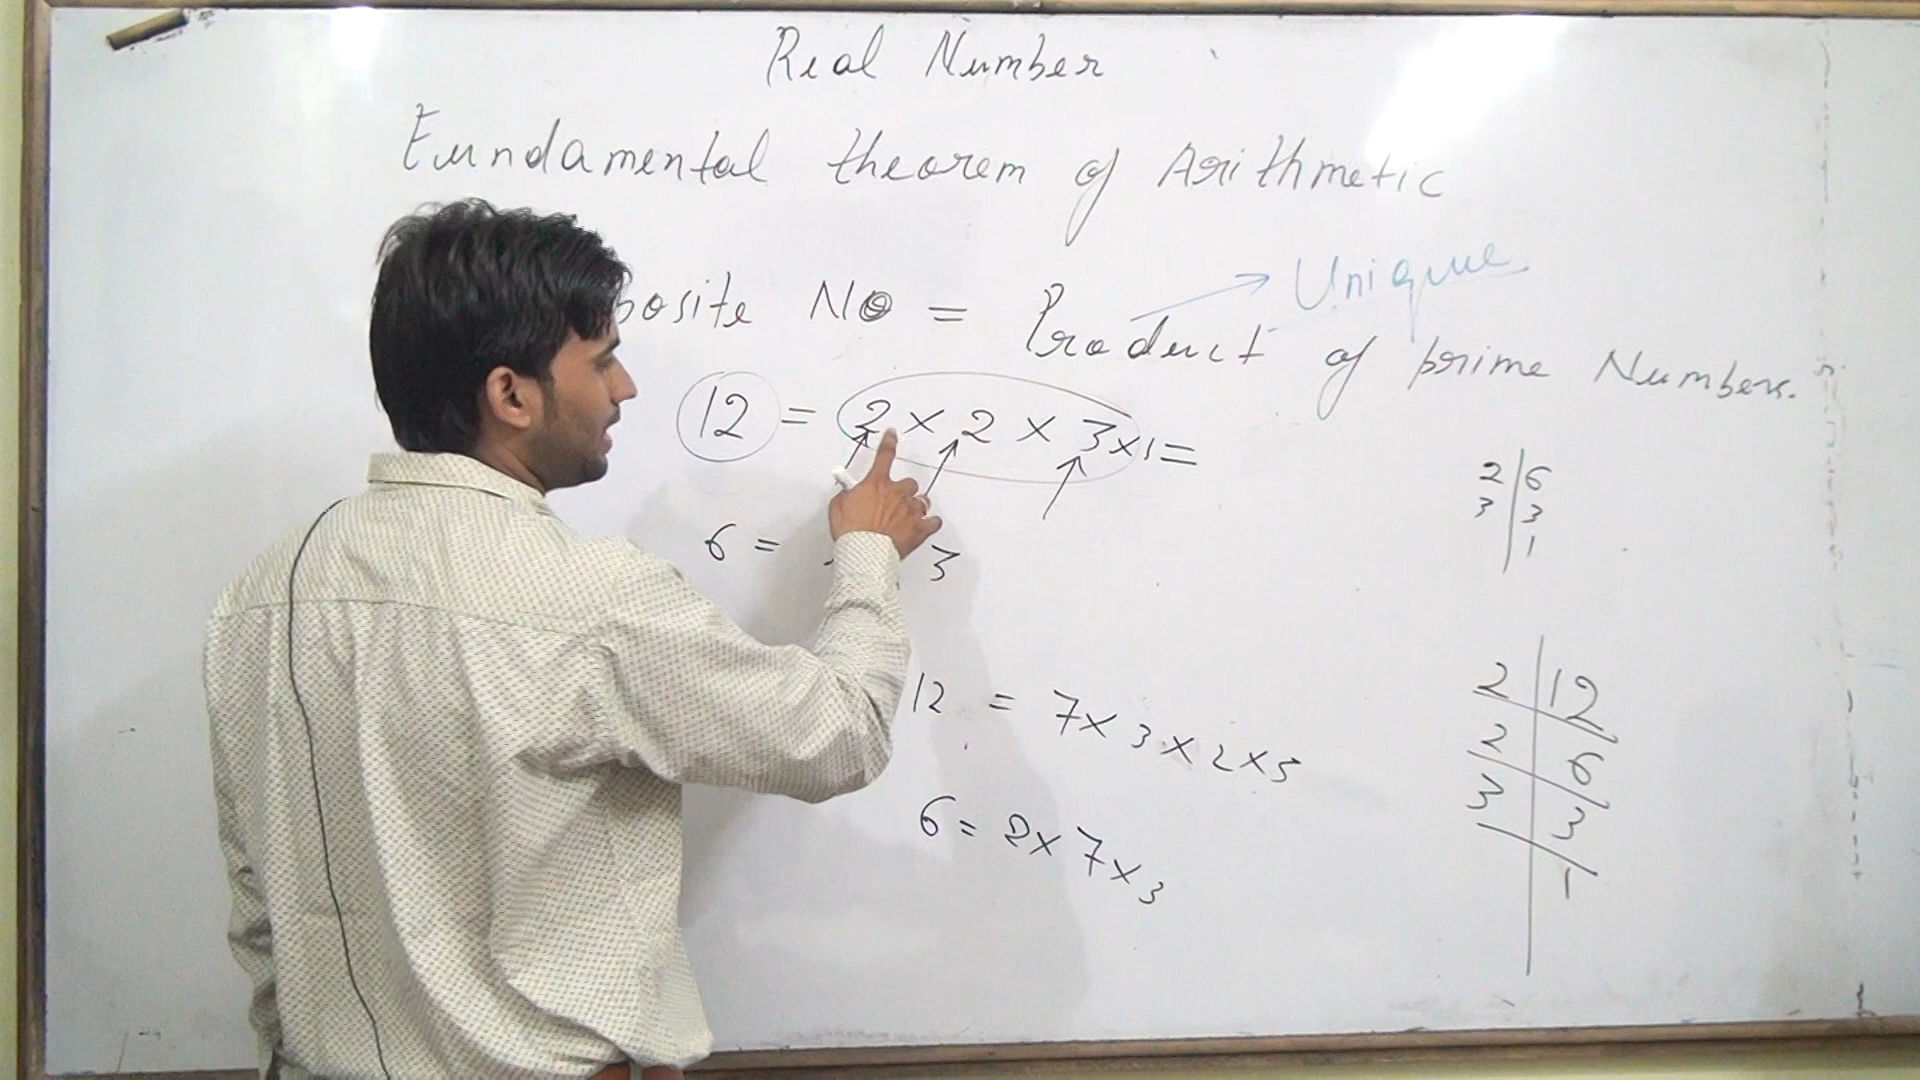 Real Number
Fundamental theorem of Arithmetic
Unique
posite No = Product of prime Numbers.
12 = 2 × 2 × 3 × 1 =
6 = 3
2 6
3 3
1
12 = 7 × 3 × 2 × 5
6 = 2 × 7 × 3
2 12
2 6
3 3
1